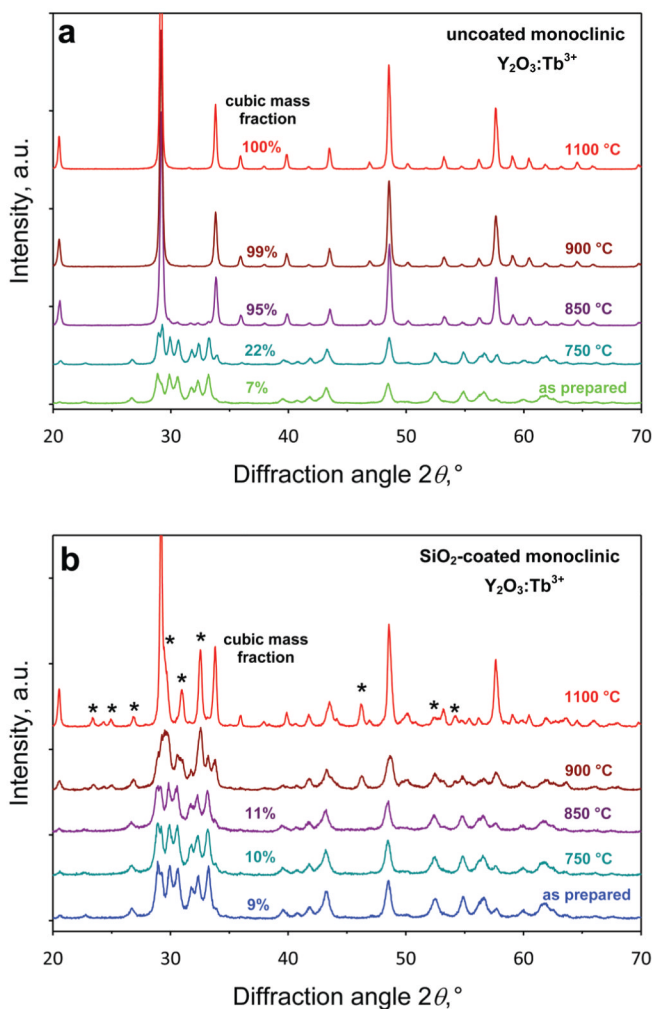 a
uncoated monoclinic
Y₂O₃:Tb³⁺
cubic mass
fraction
100%
1100 °C
99%
900 °C
95%
850 °C
22%
750 °C
7%
as prepared
Intensity, a.u.
20 30 40 50 60 70
Diffraction angle 2θ,°
b
SiO₂-coated monoclinic
Y₂O₃:Tb³⁺
* * * * * * * * *
cubic mass
fraction
1100 °C
900 °C
11%
850 °C
10%
750 °C
9%
as prepared
Intensity, a.u.
20 30 40 50 60 70
Diffraction angle 2θ,°